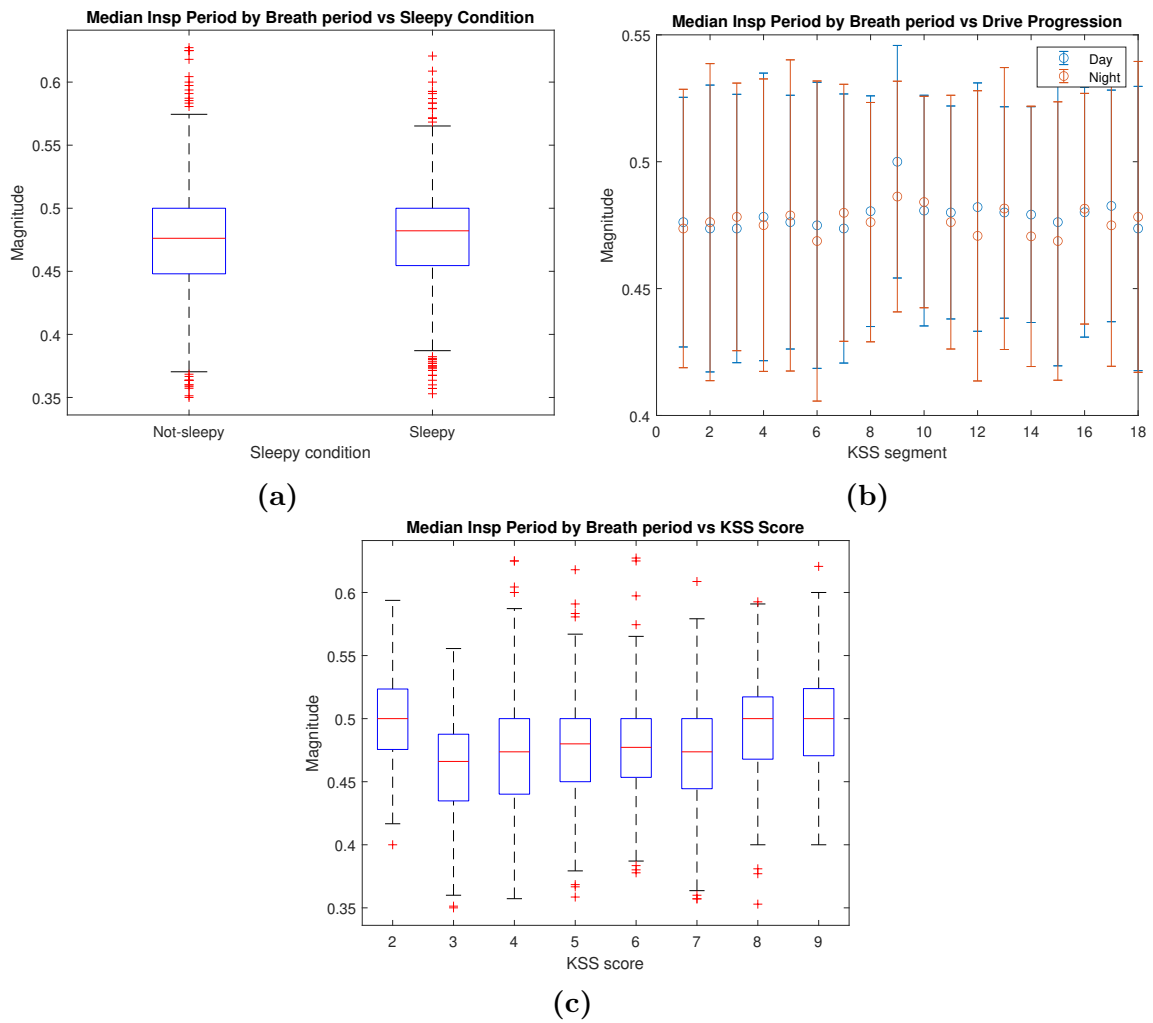 Median Insp Period by Breath period vs Sleepy Condition
0.6
0.55
0.5
0.45
0.4
0.35
Magnitude
Not-sleepy
Sleepy
Sleepy condition
(a)
Median Insp Period by Breath period vs Drive Progression
0.55
0.5
0.45
0.4
Magnitude
Day
Night
0 2 4 6 8 10 12 14 16 18
KSS segment
(b)
Median Insp Period by Breath period vs KSS Score
0.6
0.55
0.5
0.45
0.4
0.35
Magnitude
2 3 4 5 6 7 8 9
KSS score
(c)